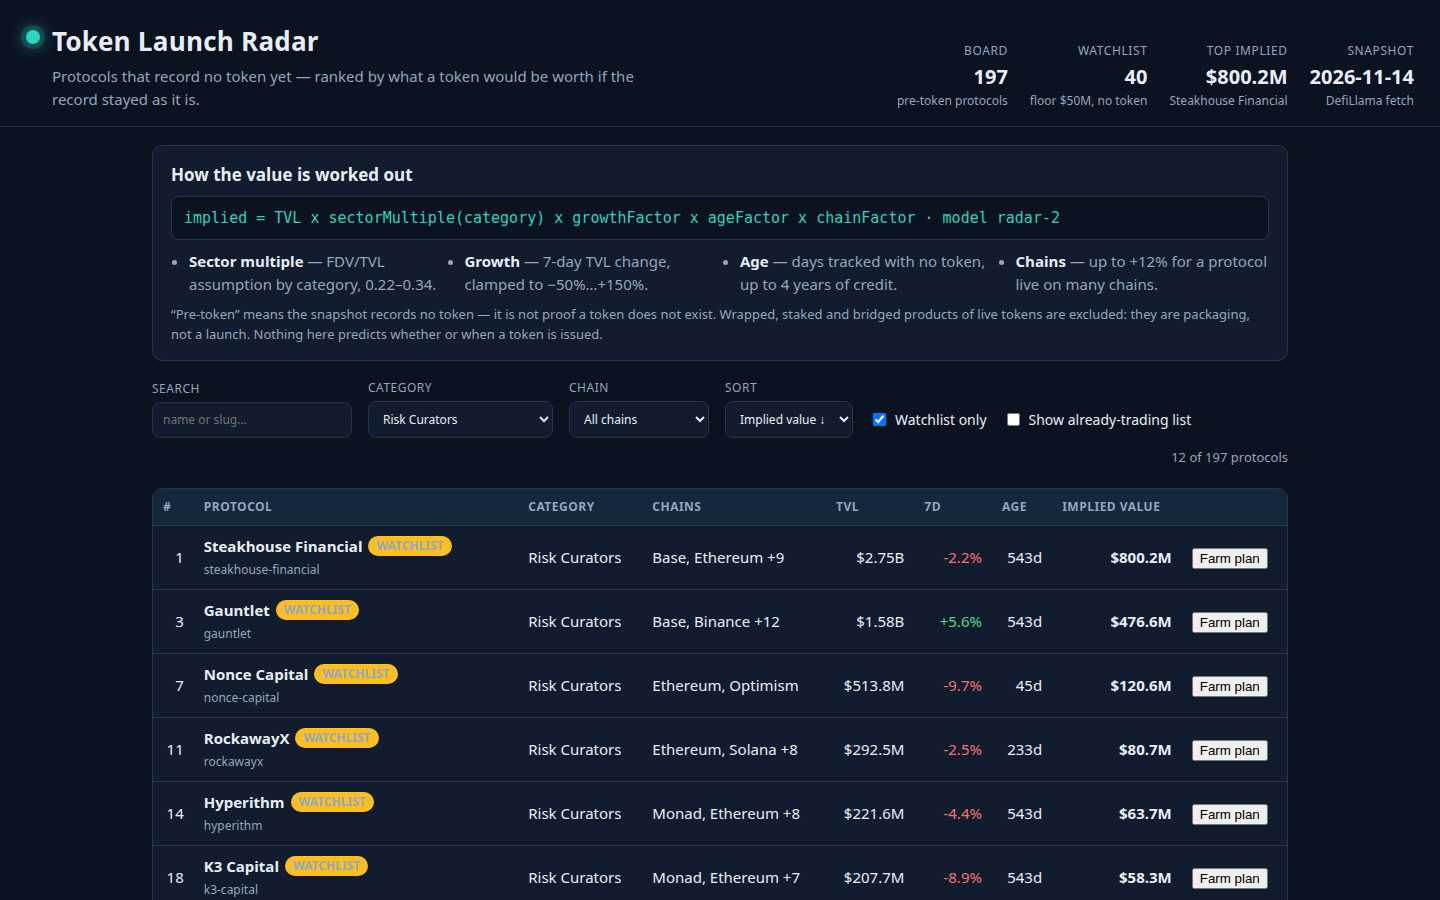 Token Launch Radar
Protocols that record no token yet — ranked by what a token would be worth if the
record stayed as it is.
BOARD
197
pre-token protocols
WATCHLIST
40
floor $50M, no token
TOP IMPLIED
$800.2M
Steakhouse Financial
SNAPSHOT
2026-11-14
DefiLlama fetch
How the value is worked out
implied = TVL x sectorMultiple(category) x growthFactor x ageFactor x chainFactor · model radar-2
• Sector multiple — FDV/TVL
assumption by category, 0.22–0.34.
• Growth — 7-day TVL change,
clamped to −50%…+150%.
• Age — days tracked with no token,
up to 4 years of credit.
• Chains — up to +12% for a protocol
live on many chains.
“Pre-token” means the snapshot records no token — it is not proof a token does not exist. Wrapped, staked and bridged products of live tokens are excluded: they are packaging,
not a launch. Nothing here predicts whether or when a token is issued.
SEARCH
name or slug...
CATEGORY
Risk Curators
CHAIN
All chains
SORT
Implied value ↓
Watchlist only
Show already-trading list
12 of 197 protocols
# PROTOCOL CATEGORY CHAINS TVL 7D AGE IMPLIED VALUE
1 Steakhouse Financial WATCHLIST Risk Curators Base, Ethereum +9 $2.75B -2.2% 543d $800.2M Farm plan
steakhouse-financial
3 Gauntlet WATCHLIST Risk Curators Base, Binance +12 $1.58B +5.6% 543d $476.6M Farm plan
gauntlet
7 Nonce Capital WATCHLIST Risk Curators Ethereum, Optimism $513.8M -9.7% 45d $120.6M Farm plan
nonce-capital
11 RockawayX WATCHLIST Risk Curators Ethereum, Solana +8 $292.5M -2.5% 233d $80.7M Farm plan
rockawayx
14 Hyperithm WATCHLIST Risk Curators Monad, Ethereum +8 $221.6M -4.4% 543d $63.7M Farm plan
hyperithm
18 K3 Capital WATCHLIST Risk Curators Monad, Ethereum +7 $207.7M -8.9% 543d $58.3M Farm plan
k3-capital